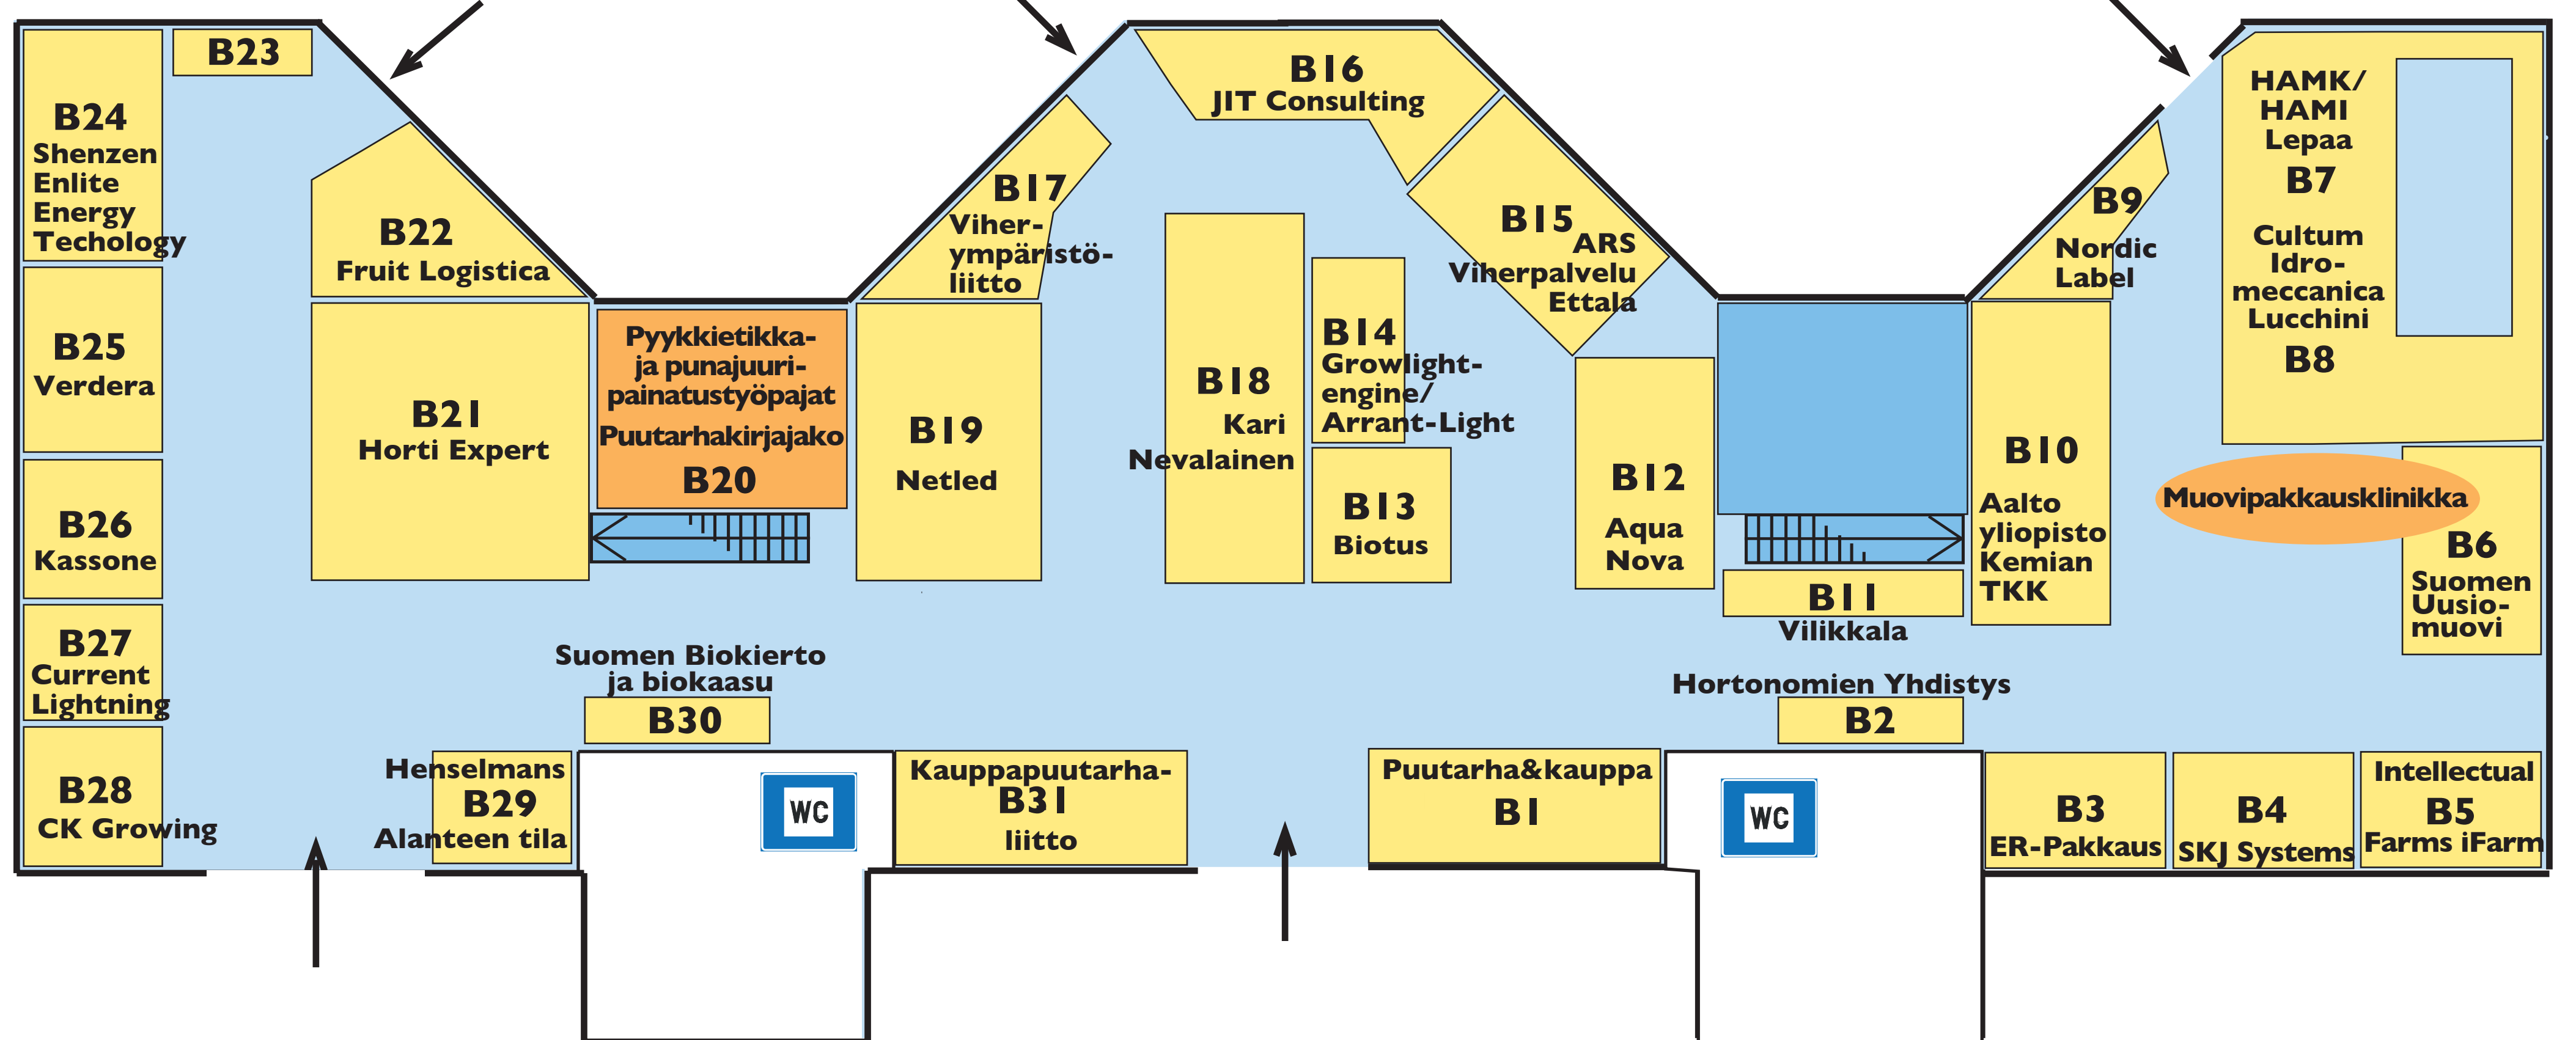 B23
B24
Shenzen
Enlite
Energy
Techology
B25
Verdera
B26
Kassone
B27
Current
Lightning
B28
CK Growing
B22
Fruit Logistica
B21
Horti Expert
Pyykkietikka-
ja punajuuri-
painatustyöpajat
Puutarhakirjajako
B20
B17
Viher-
ympäristö-
liitto
B19
Netled
B16
JIT Consulting
B18
Kari
Nevalainen
B14
Growlight-
engine/
Arrant-Light
B13
Biotus
B15
ARS
Viherpalvelu
Ettala
B12
Aqua
Nova
B11
Vilikkala
B9
Nordic
Label
B10
Aalto
yliopisto
Kemian
TKK
HAMK/
HAMI
Lepaa
B7
Cultum
Idro-
meccanica
Lucchini
B8
Muovipakkausklinikka
B6
Suomen
Uusio-
muovi
Suomen Biokierto
ja biokaasu
B30
Henselmans
B29
Alanteen tila
WC
Kauppapuutarha-
B31
liitto
Puutarha&kauppa
B1
Hortonomien Yhdistys
B2
WC
B3
ER-Pakkaus
B4
SKJ Systems
Intellectual
B5
Farms iFarm